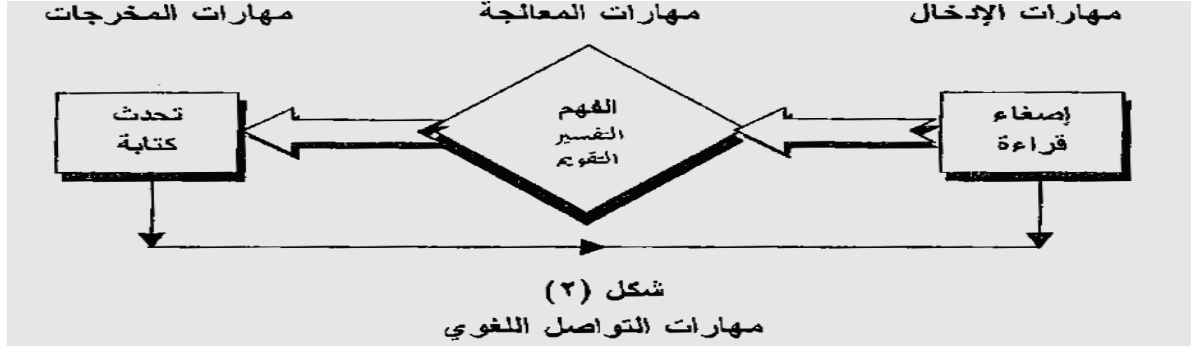 مهارات الإدخال
مهارات المعالجة
مهارات المخرجات
إصغاء
قراءة
الفهم
التفسير
التقويم
تحدث
كتابة
شكل (٢)
مهارات التواصل اللغوي